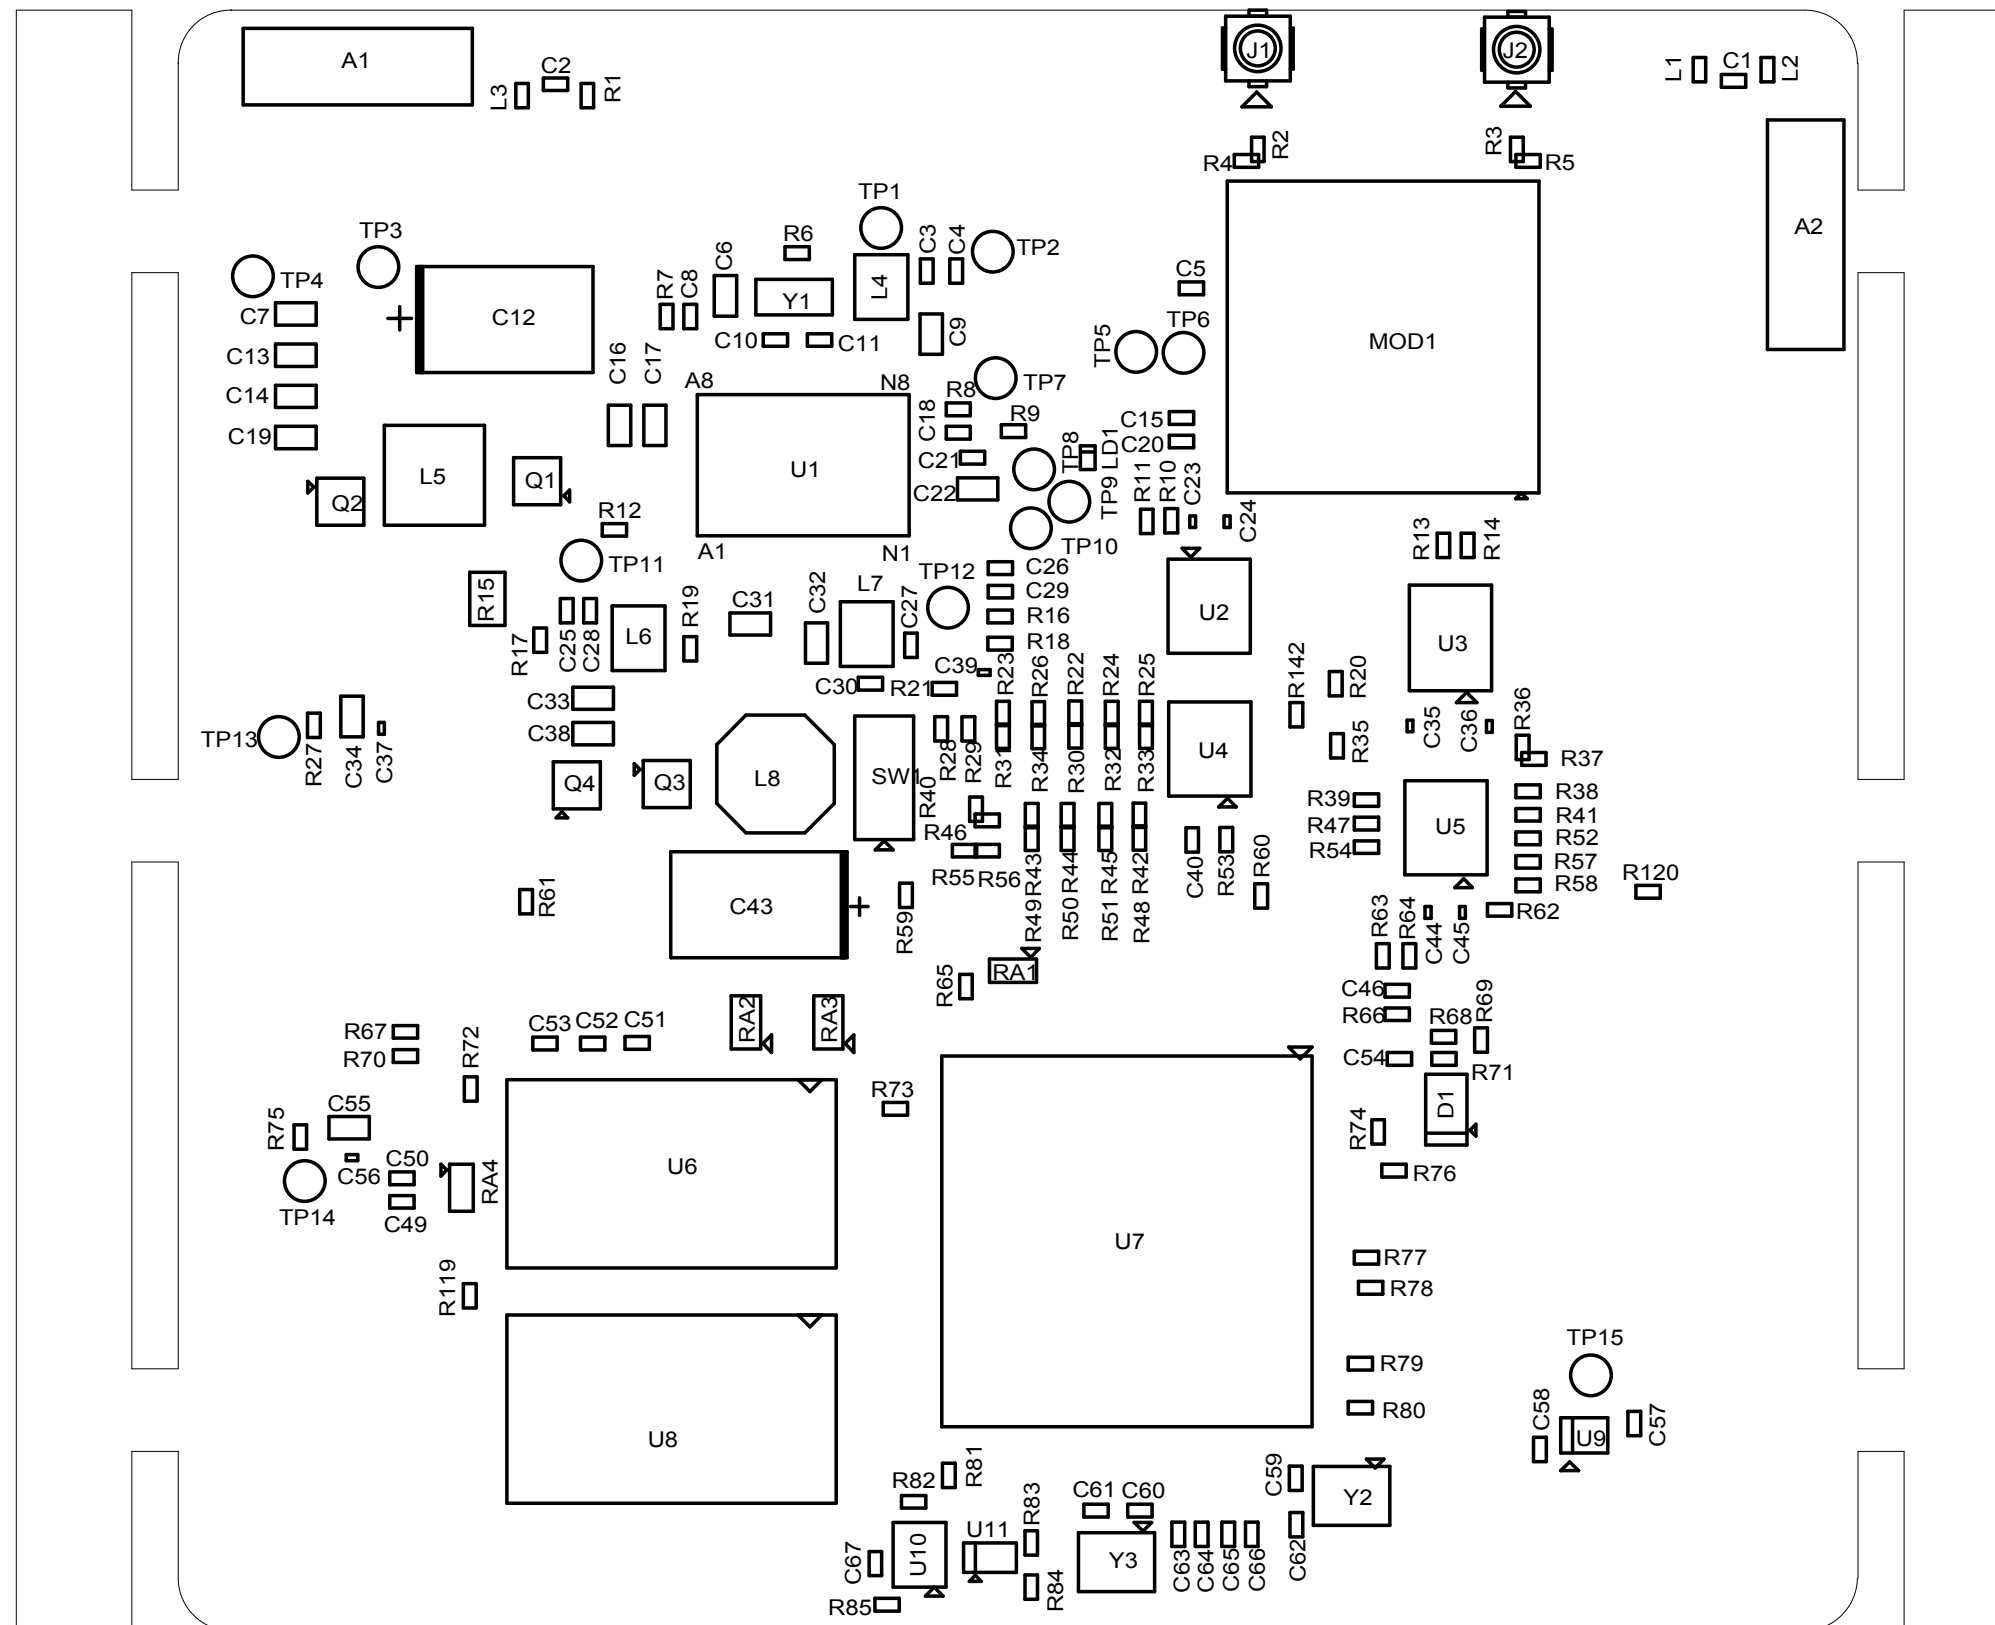 A1
C2
L3
R1
J1
J2
L1
C1
L2
R2
R4
R3
R5
TP1
TP3
R6
C3
C4
TP2
A2
TP4
C6
L4
C5
R7
C8
Y1
C7
C12
C9
TP5
TP6
C10
C11
MOD1
C13
C16
C17
A8
N8
TP7
C14
R8
C18
R9
C15
C19
TP8
LD1
C20
L5
Q1
U1
C21
R11
R10
C23
Q2
C22
TP9
C24
R12
A1
N1
TP10
R13
R14
TP11
TP12
C26
R15
L7
C29
C31
C32
C27
R16
U2
R17
C25
C28
L6
R19
R18
U3
C39
R23
R26
R22
R24
R25
R142
R20
C30
R21
C33
TP13
R27
C34
C37
C38
R28
R29
R31
R34
R30
R32
R33
U4
R35
C35
C36
R36
R37
Q4
Q3
L8
SW1
R40
R38
R39
R41
R46
R47
U5
R52
R54
R57
R55
R56
R43
R44
R45
R42
C40
R53
R60
R58
R120
R61
C43
R59
R49
R50
R51
R48
R63
R64
C44
C45
R62
R65
RA1
C46
R66
R69
R67
R70
R72
C53
C52
C51
RA2
RA3
R68
C54
R71
R73
R75
C55
D1
R74
C56
C50
RA4
U6
R76
TP14
C49
U7
R77
R119
R78
TP15
R79
R80
C58
U9
C57
U8
R81
R82
C59
Y2
C61
C60
R83
U10
U11
C67
Y3
C63
C64
C65
C66
C62
R84
R85